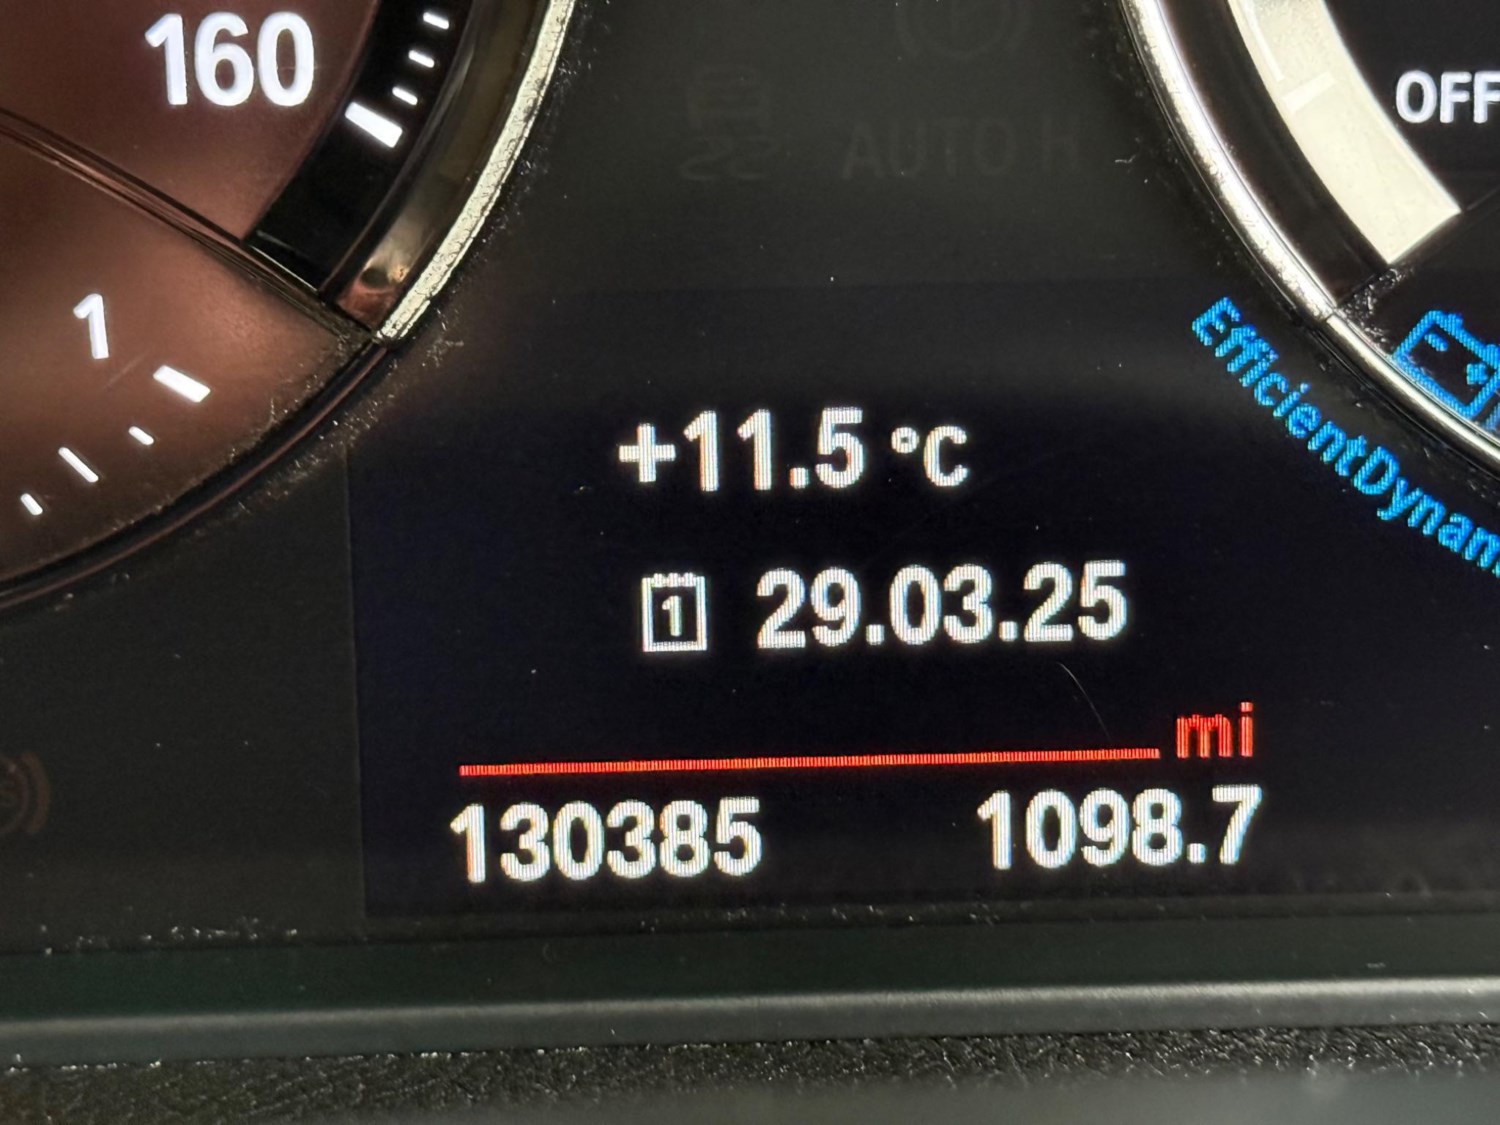 160
OFF
AUTO H
1
EfficientDynam
+11.5 °C
1 29.03.25
mi
130385 1098.7